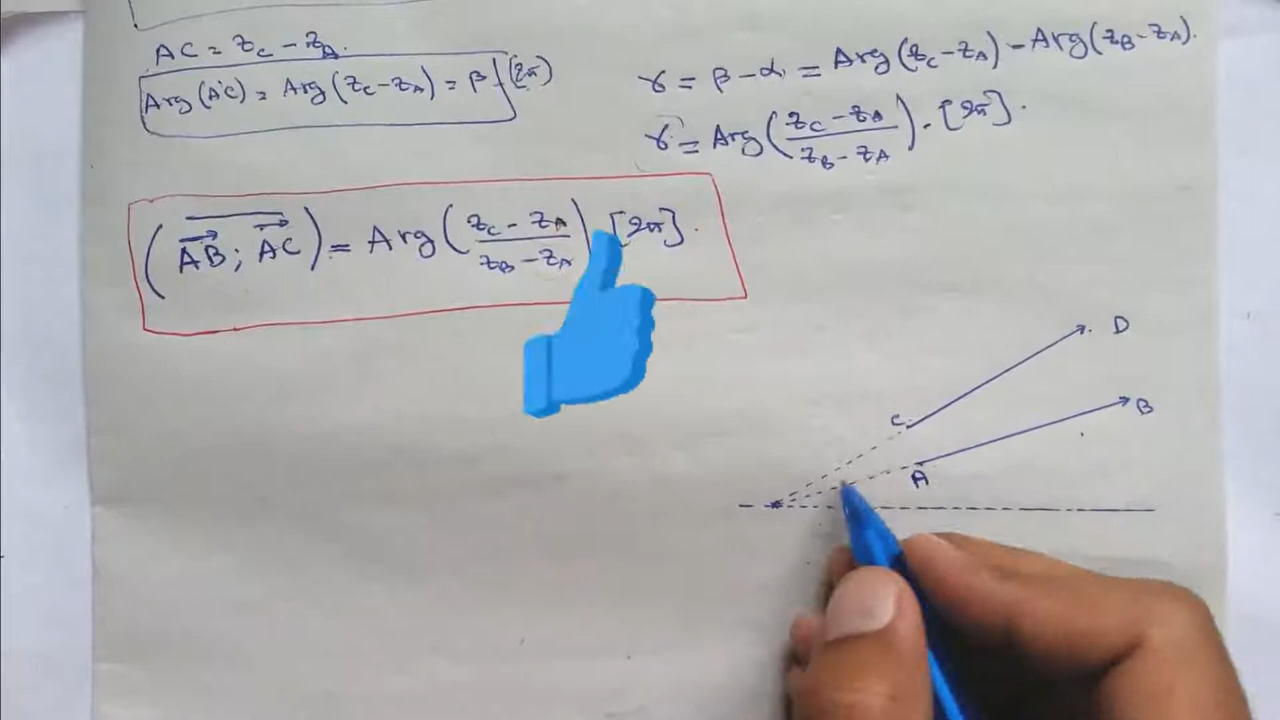 AC = z_C - z_A.
Arg(AC) = Arg(z_C - z_A) = β [2π]
γ = β - α = Arg(z_C - z_A) - Arg(z_B - z_A).
γ = Arg((z_C - z_A)/(z_B - z_A)). [2π].
(AB; AC) = Arg((z_C - z_A)/(z_B - z_A)) [2π].
D
B
C
A